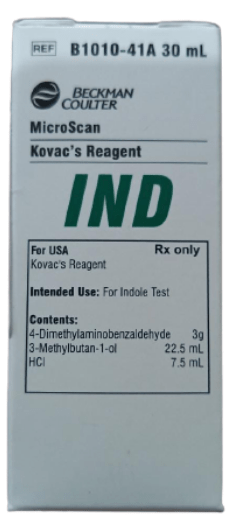 REF B1010-41A 30 mL
BECKMAN
COULTER
MicroScan
Kovac's Reagent
IND
For USA Rx only
Kovac's Reagent
Intended Use: For Indole Test
Contents:
4-Dimethylaminobenzaldehyde 3g
3-Methylbutan-1-ol 22.5 mL
HCl 7.5 mL